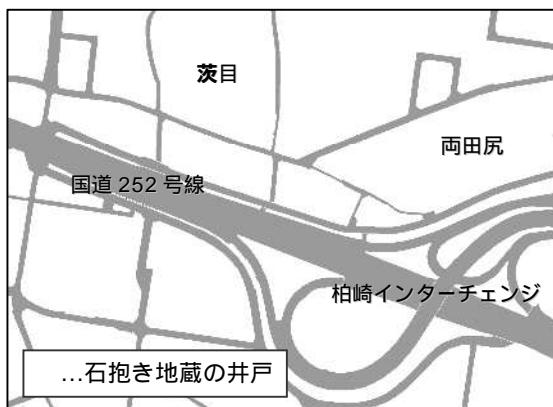 茨目
両田尻
国道 252 号線
柏崎インターチェンジ
…石抱き地蔵の井戸